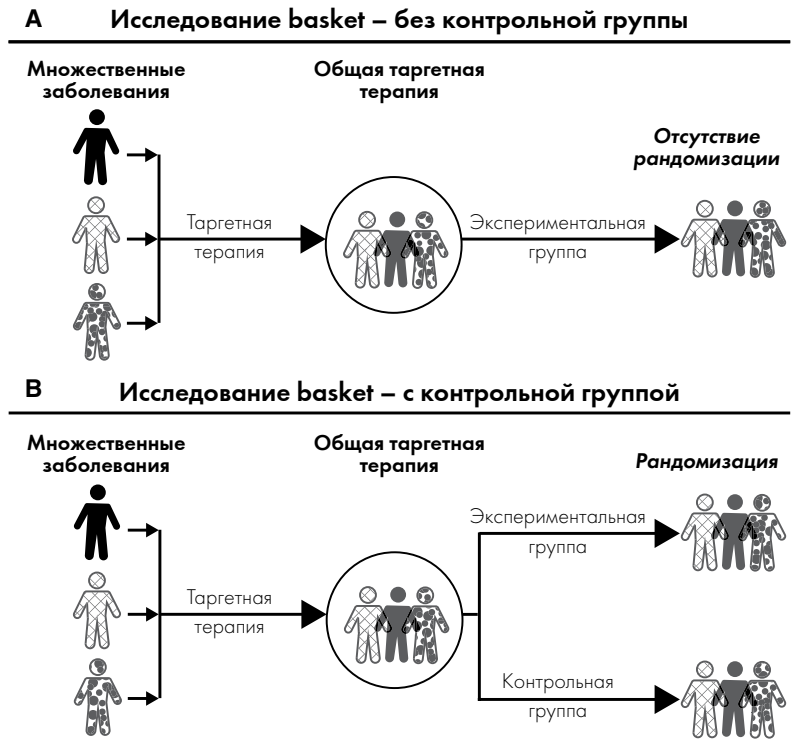 A
Исследование basket – без контрольной группы
Множественные
заболевания
Общая таргетная
терапия
Отсутствие
рандомизации
Таргетная
терапия
Экспериментальная
группа
B
Исследование basket – с контрольной группой
Множественные
заболевания
Общая таргетная
терапия
Рандомизация
Экспериментальная
группа
Таргетная
терапия
Контрольная
группа